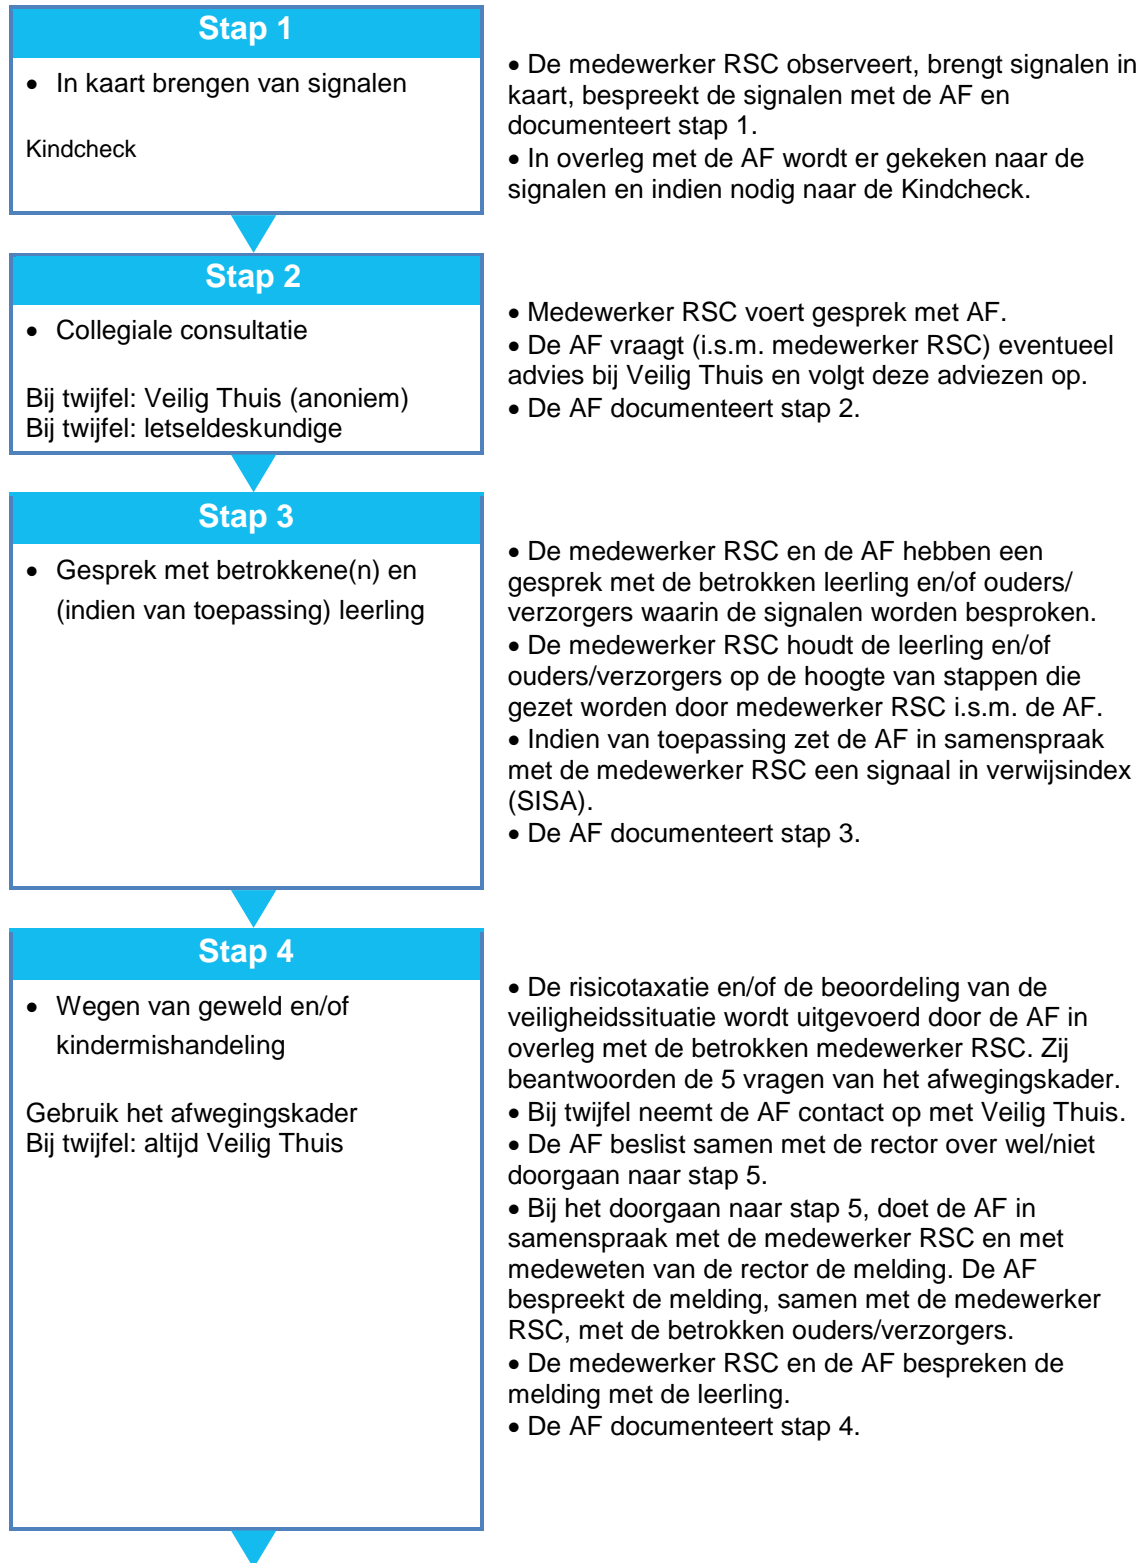 Stap 1
• In kaart brengen van signalen
Kindcheck
• De medewerker RSC observeert, brengt signalen in
kaart, bespreekt de signalen met de AF en
documenteert stap 1.
• In overleg met de AF wordt er gekeken naar de
signalen en indien nodig naar de Kindcheck.
Stap 2
• Collegiale consultatie
Bij twijfel: Veilig Thuis (anoniem)
Bij twijfel: letseldeskundige
• Medewerker RSC voert gesprek met AF.
• De AF vraagt (i.s.m. medewerker RSC) eventueel
advies bij Veilig Thuis en volgt deze adviezen op.
• De AF documenteert stap 2.
Stap 3
• Gesprek met betrokkene(n) en
(indien van toepassing) leerling
• De medewerker RSC en de AF hebben een
gesprek met de betrokken leerling en/of ouders/
verzorgers waarin de signalen worden besproken.
• De medewerker RSC houdt de leerling en/of
ouders/verzorgers op de hoogte van stappen die
gezet worden door medewerker RSC i.s.m. de AF.
• Indien van toepassing zet de AF in samenspraak
met de medewerker RSC een signaal in verwijsindex
(SISA).
• De AF documenteert stap 3.
Stap 4
• Wegen van geweld en/of
kindermishandeling
Gebruik het afwegingskader
Bij twijfel: altijd Veilig Thuis
• De risicotaxatie en/of de beoordeling van de
veiligheidssituatie wordt uitgevoerd door de AF in
overleg met de betrokken medewerker RSC. Zij
beantwoorden de 5 vragen van het afwegingskader.
• Bij twijfel neemt de AF contact op met Veilig Thuis.
• De AF beslist samen met de rector over wel/niet
doorgaan naar stap 5.
• Bij het doorgaan naar stap 5, doet de AF in
samenspraak met de medewerker RSC en met
medeweten van de rector de melding. De AF
bespreekt de melding, samen met de medewerker
RSC, met de betrokken ouders/verzorgers.
• De medewerker RSC en de AF bespreken de
melding met de leerling.
• De AF documenteert stap 4.